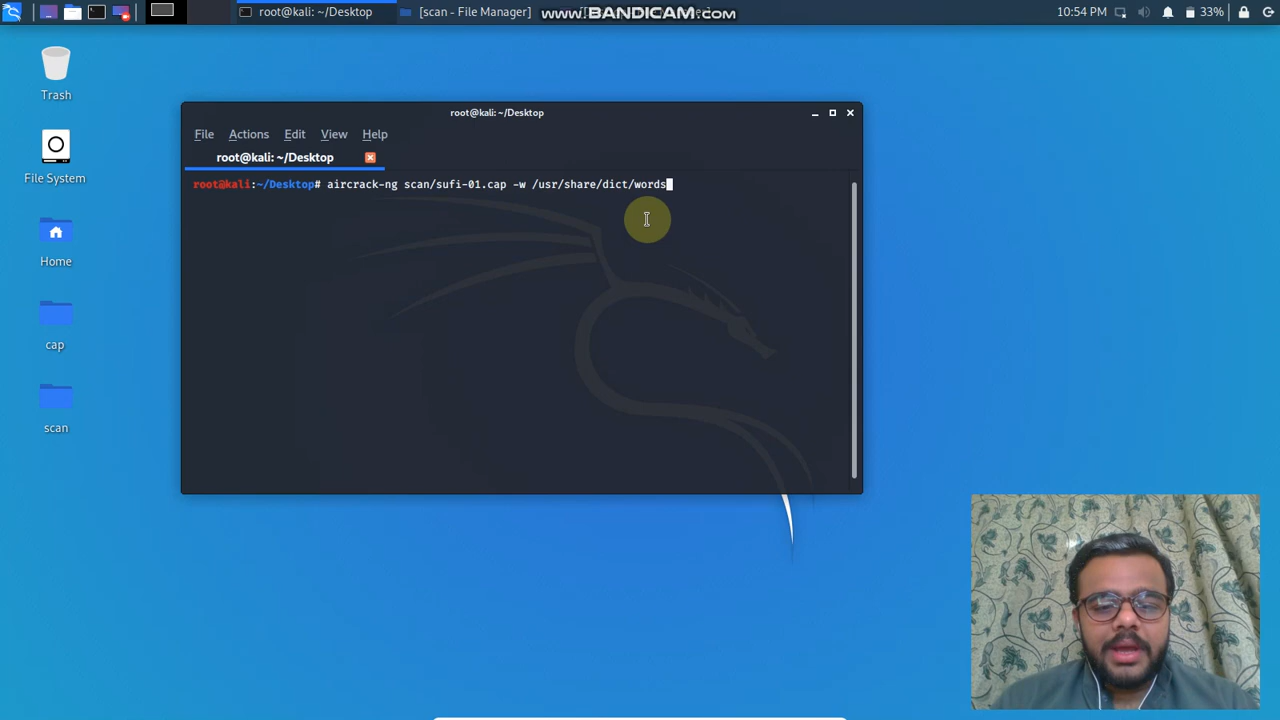 root@kali: ~/Desktop
[scan - File Manager]
www.BANDICAM.com
10:54 PM
33%
Trash
File System
Home
cap
scan
root@kali: ~/Desktop
File Actions Edit View Help
root@kali: ~/Desktop
root@kali:~/Desktop# aircrack-ng scan/sufi-01.cap -w /usr/share/dict/words